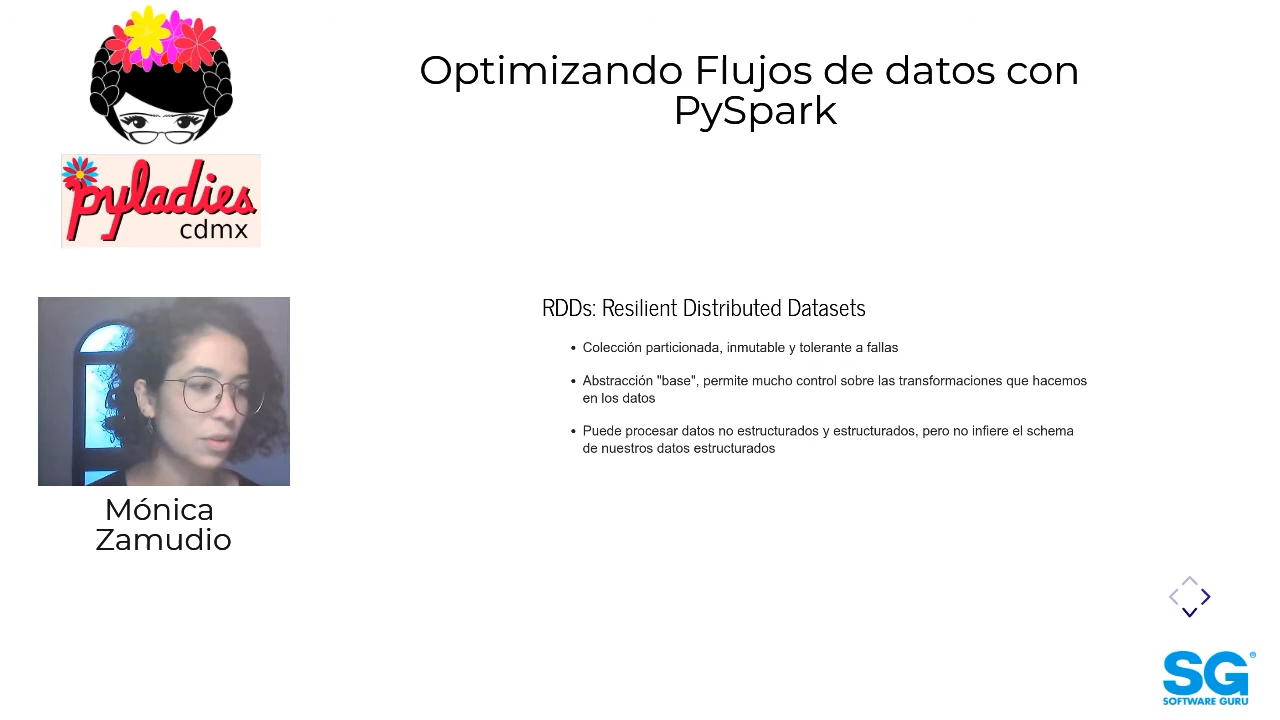 Optimizando Flujos de datos con
PySpark
pyladies
cdmx
RDDs: Resilient Distributed Datasets
• Colección particionada, inmutable y tolerante a fallas
• Abstracción "base", permite mucho control sobre las transformaciones que hacemos
en los datos
• Puede procesar datos no estructurados y estructurados, pero no infiere el schema
de nuestros datos estructurados
Mónica
Zamudio
SG®
SOFTWARE GURU